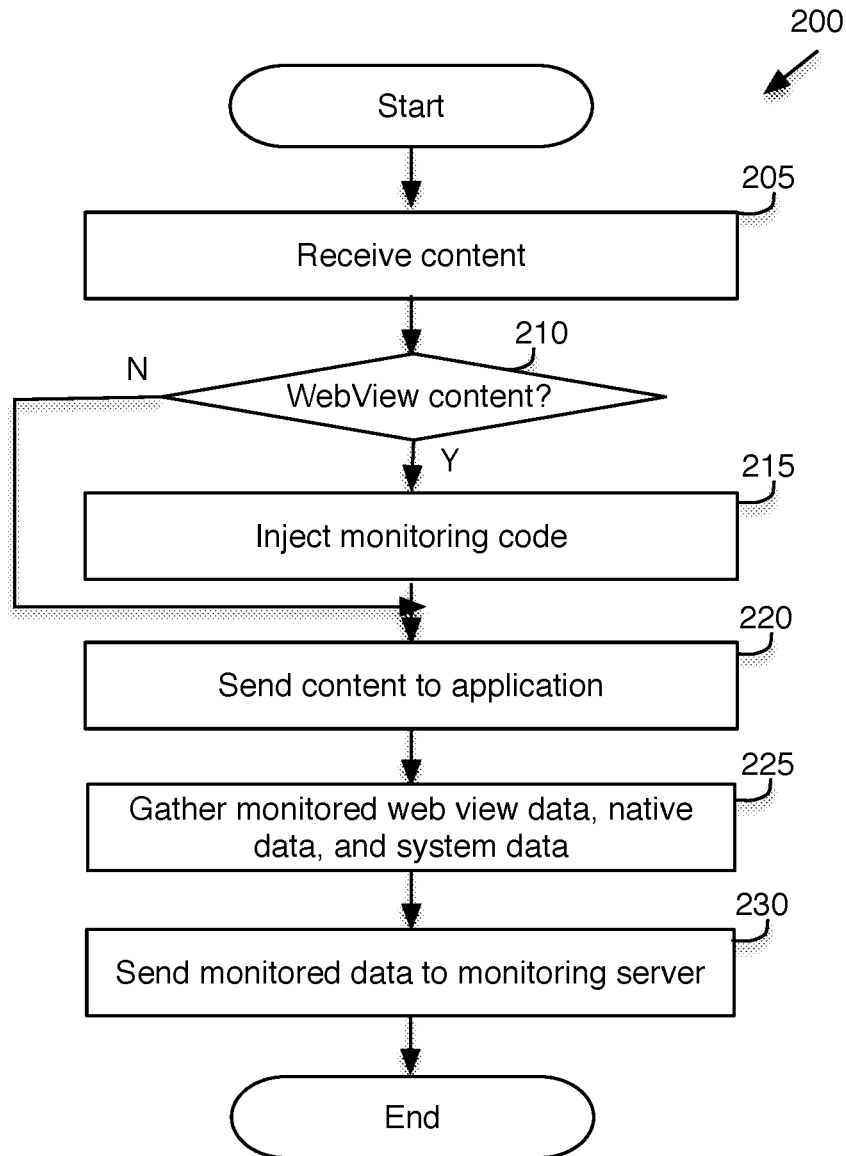 200
Start
205
Receive content
210
N
WebView content?
Y
215
Inject monitoring code
220
Send content to application
225
Gather monitored web view data, native
data, and system data
230
Send monitored data to monitoring server
End